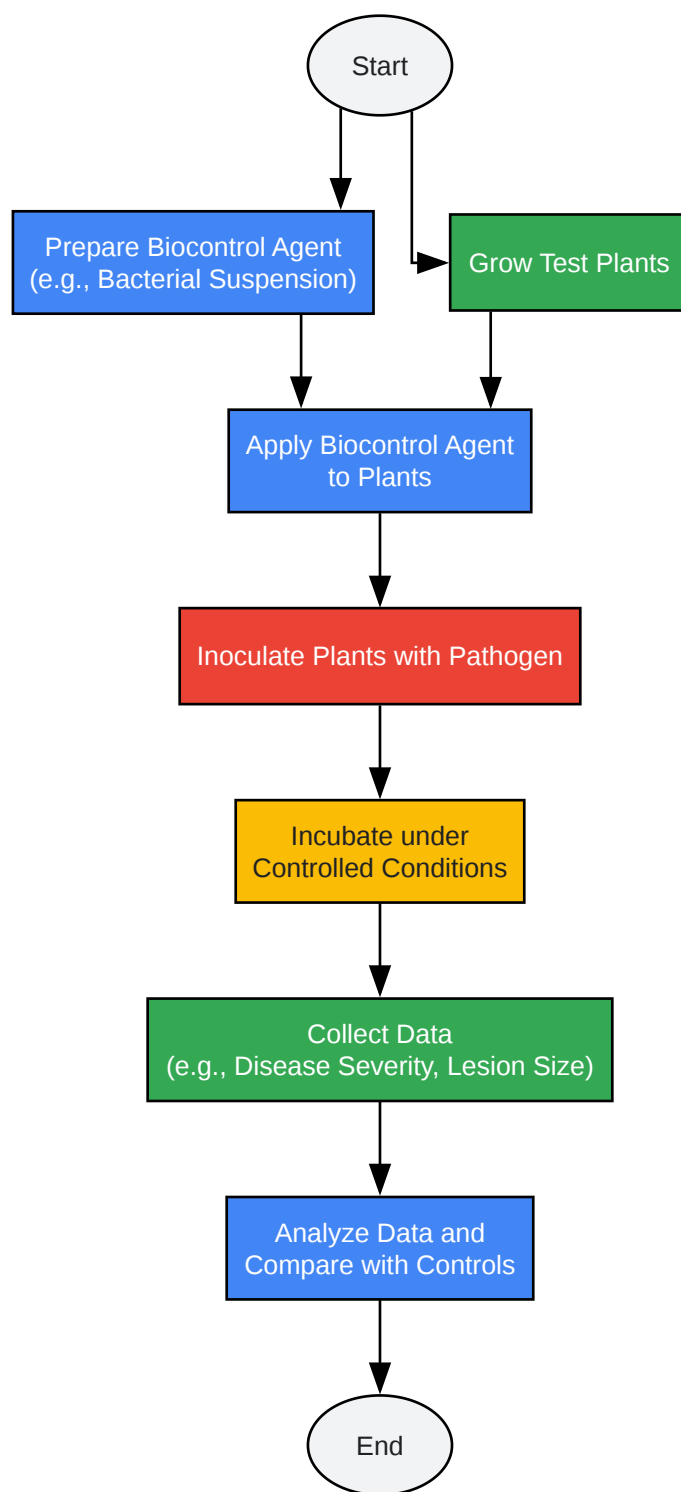 Start
Prepare Biocontrol Agent
(e.g., Bacterial Suspension)
Grow Test Plants
Apply Biocontrol Agent
to Plants
Inoculate Plants with Pathogen
Incubate under
Controlled Conditions
Collect Data
(e.g., Disease Severity, Lesion Size)
Analyze Data and
Compare with Controls
End